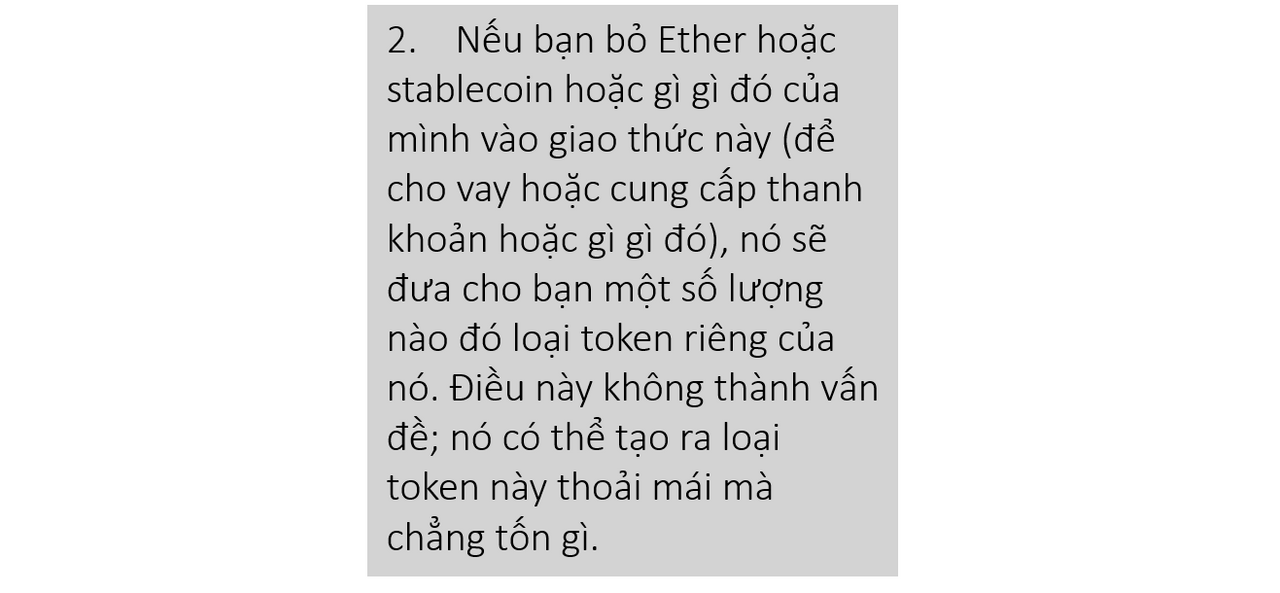 2. Nếu bạn bỏ Ether hoặc
stablecoin hoặc gì gì đó của
mình vào giao thức này (để
cho vay hoặc cung cấp thanh
khoản hoặc gì gì đó), nó sẽ
đưa cho bạn một số lượng
nào đó loại token riêng của
nó. Điều này không thành vấn
đề; nó có thể tạo ra loại
token này thoải mái mà
chẳng tốn gì.